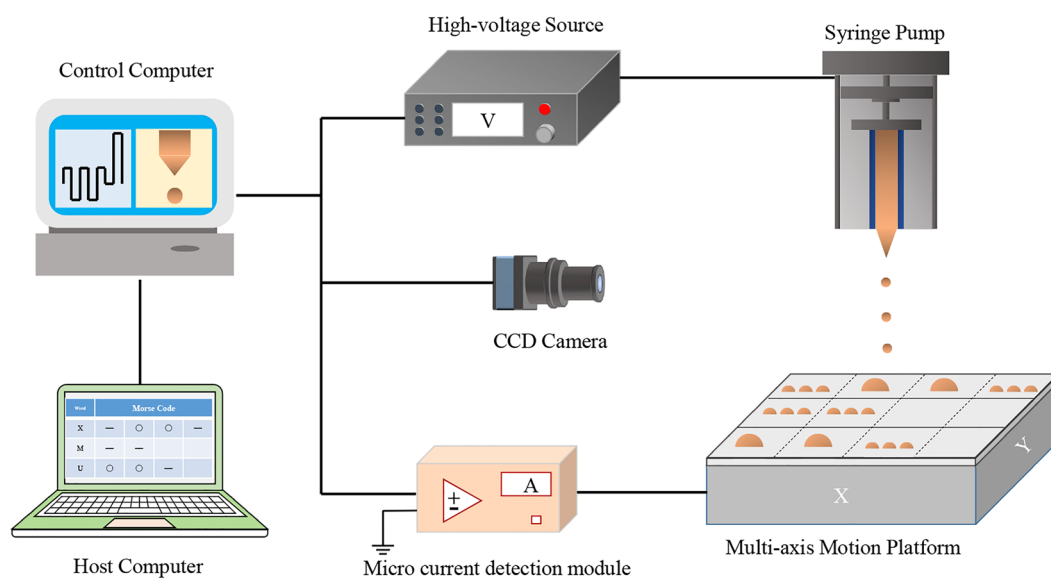 High-voltage Source
Syringe Pump
Control Computer
V
CCD Camera
Word Morse Code
X — ○ ○ —
M — —
U ○ ○ —
A
+
-
X
Y
Host Computer
Micro current detection module
Multi-axis Motion Platform